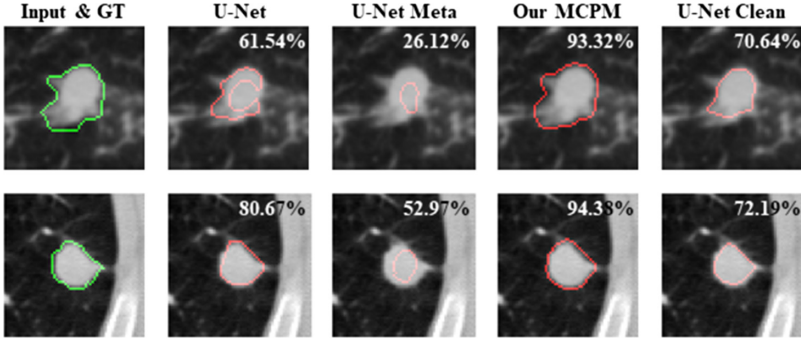 Input & GT U-Net U-Net Meta Our MCPM U-Net Clean
61.54% 26.12% 93.32% 70.64%
80.67% 52.97% 94.38% 72.19%